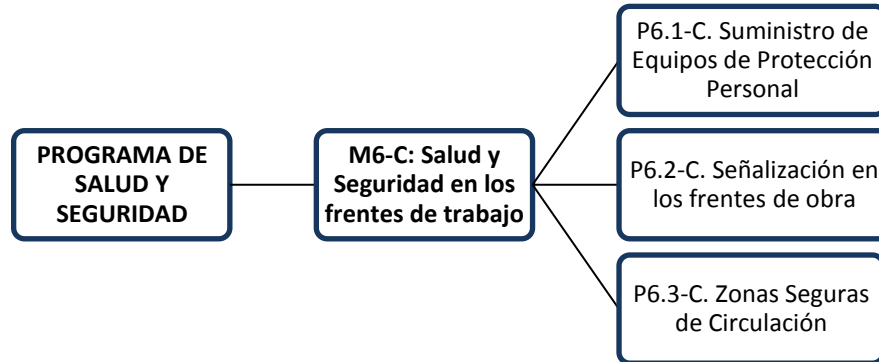 PROGRAMA DE
SALUD Y
SEGURIDAD
M6-C: Salud y
Seguridad en los
frentes de trabajo
P6.1-C. Suministro de
Equipos de Protección
Personal
P6.2-C. Señalización en
los frentes de obra
P6.3-C. Zonas Seguras
de Circulación